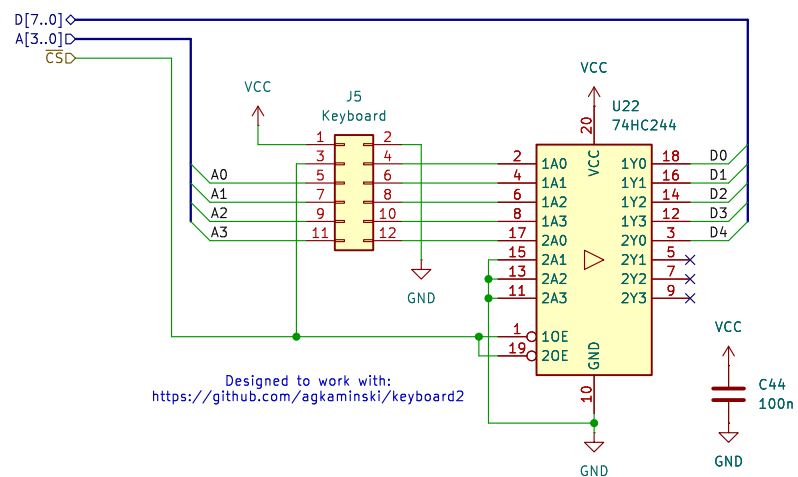 D[7..0]
A[3..0]
CS
VCC
J5
Keyboard
1 2
3 4
5 6
7 8
9 10
11 12
A0
A1
A2
A3
GND
VCC
U22
74HC244
20
VCC
2 1A0 1Y0 18 D0
4 1A1 1Y1 16 D1
6 1A2 1Y2 14 D2
8 1A3 1Y3 12 D3
17 2A0 2Y0 3 D4
15 2A1 2Y1 5
13 2A2 2Y2 7
11 2A3 2Y3 9
1 1OE
19 2OE
GND
10
GND
Designed to work with:
https://github.com/agkaminski/keyboard2
VCC
C44
100n
GND